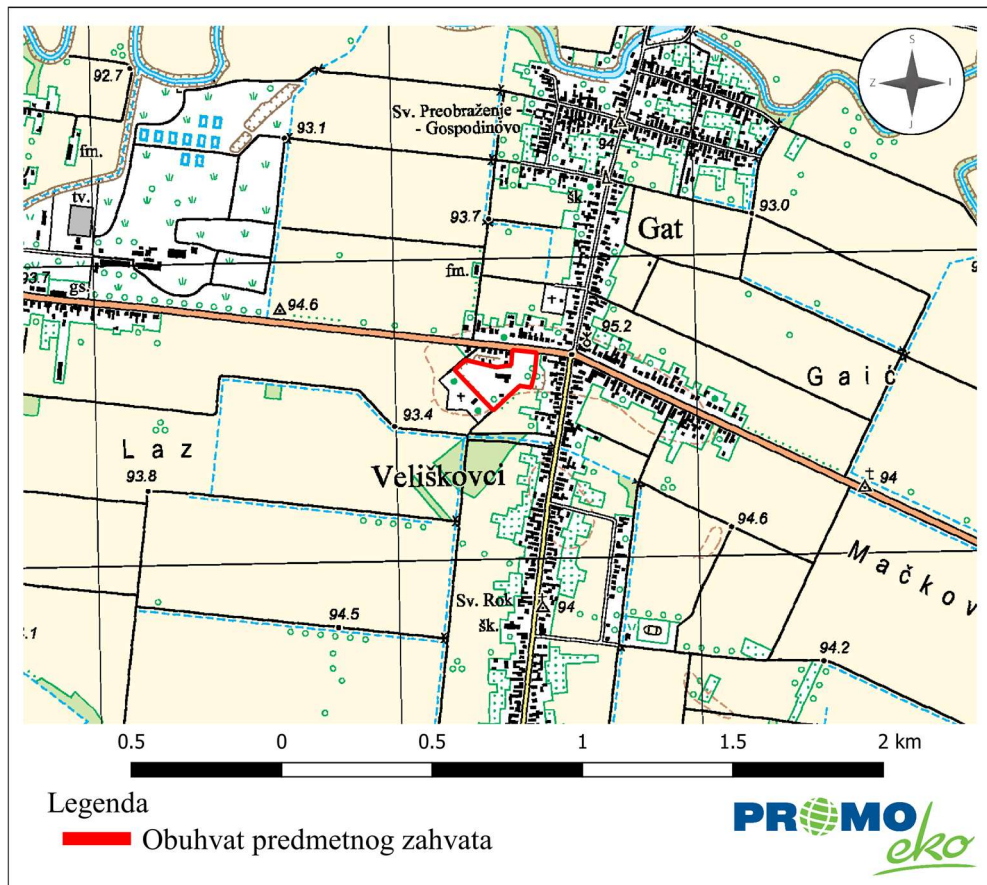 S
Z
I
J
92.7
Sv. Preobraženje
- Gospodinovo
94
fm.
93.1
tv.
šk.
93.7
Gat
93.0
fm.
93.7
gs.
94.6
95.2
Gaić
93.4
Laz
Veliškovci
93.8
94
94.6
Mačkov
Sv. Rok
94
šk.
94.5
94.2
0.5 0 0.5 1 1.5 2 km
Legenda
Obuhvat predmetnog zahvata
PROMO
eko